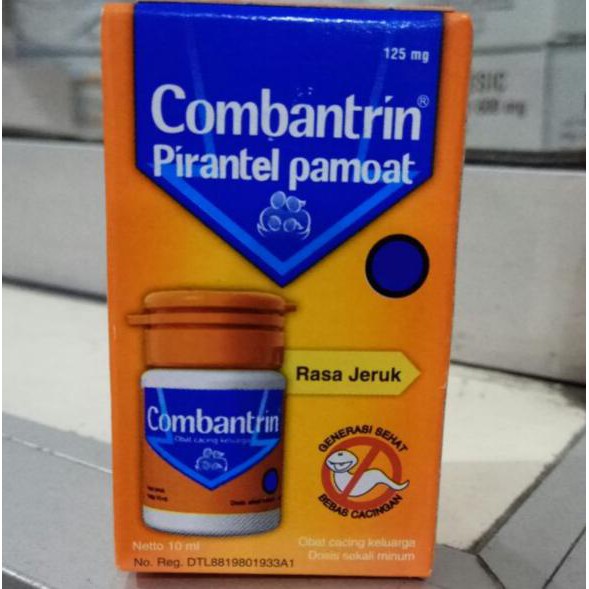 125 mg
Combantrin®
Pirantel pamoat
Rasa Jeruk
Combantrin
Obat cacing keluarga
GENERASI SEHAT
BEBAS CACINGAN
Netto 10 ml
Obat cacing keluarga
Dosis sekali minum
No. Reg. DTL8819801933A1